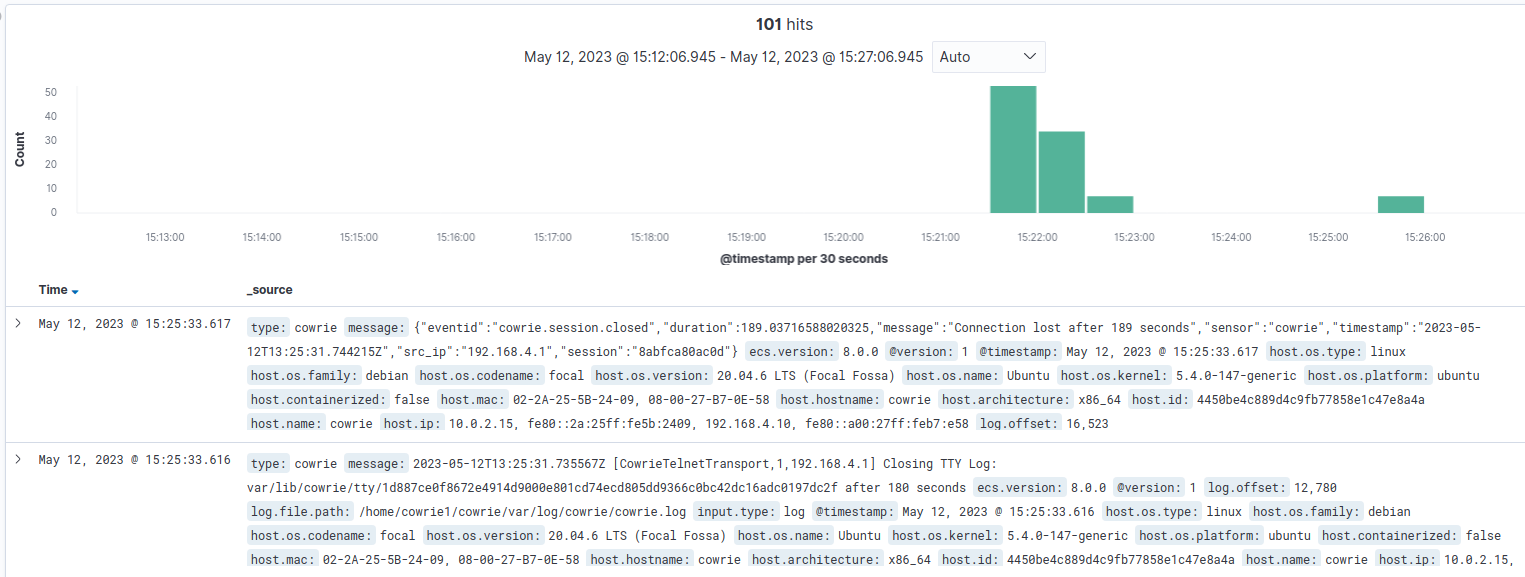 101 hits
May 12, 2023 @ 15:12:06.945 - May 12, 2023 @ 15:27:06.945 Auto
Count
50
40
30
20
10
0
15:13:00 15:14:00 15:15:00 15:16:00 15:17:00 15:18:00 15:19:00 15:20:00 15:21:00 15:22:00 15:23:00 15:24:00 15:25:00 15:26:00
@timestamp per 30 seconds
Time _source
May 12, 2023 @ 15:25:33.617 type: cowrie message: {"eventid":"cowrie.session.closed","duration":189.03716588020325,"message":"Connection lost after 189 seconds","sensor":"cowrie","timestamp":"2023-05-
12T13:25:31.744215Z","src_ip":"192.168.4.1","session":"8abfca80ac0d"} ecs.version: 8.0.0 @version: 1 @timestamp: May 12, 2023 @ 15:25:33.617 host.os.type: linux
host.os.family: debian host.os.codename: focal host.os.version: 20.04.6 LTS (Focal Fossa) host.os.name: Ubuntu host.os.kernel: 5.4.0-147-generic host.os.platform: ubuntu
host.containerized: false host.mac: 02-2A-25-5B-24-09, 08-00-27-B7-0E-58 host.hostname: cowrie host.architecture: x86_64 host.id: 4450be4c889d4c9fb77858e1c47e8a4a
host.name: cowrie host.ip: 10.0.2.15, fe80::2a:25ff:fe5b:2409, 192.168.4.10, fe80::a00:27ff:feb7:e58 log.offset: 16,523
May 12, 2023 @ 15:25:33.616 type: cowrie message: 2023-05-12T13:25:31.735567Z [CowrieTelnetTransport,1,192.168.4.1] Closing TTY Log:
var/lib/cowrie/tty/1d887ce0f8672e4914d9000e801cd74ecd805dd9366c0bc42dc16adc0197dc2f after 180 seconds ecs.version: 8.0.0 @version: 1 log.offset: 12,780
log.file.path: /home/cowrie1/cowrie/var/log/cowrie/cowrie.log input.type: log @timestamp: May 12, 2023 @ 15:25:33.616 host.os.type: linux host.os.family: debian
host.os.codename: focal host.os.version: 20.04.6 LTS (Focal Fossa) host.os.name: Ubuntu host.os.kernel: 5.4.0-147-generic host.os.platform: ubuntu host.containerized: false
host.mac: 02-2A-25-5B-24-09, 08-00-27-B7-0E-58 host.hostname: cowrie host.architecture: x86_64 host.id: 4450be4c889d4c9fb77858e1c47e8a4a host.name: cowrie host.ip: 10.0.2.15,